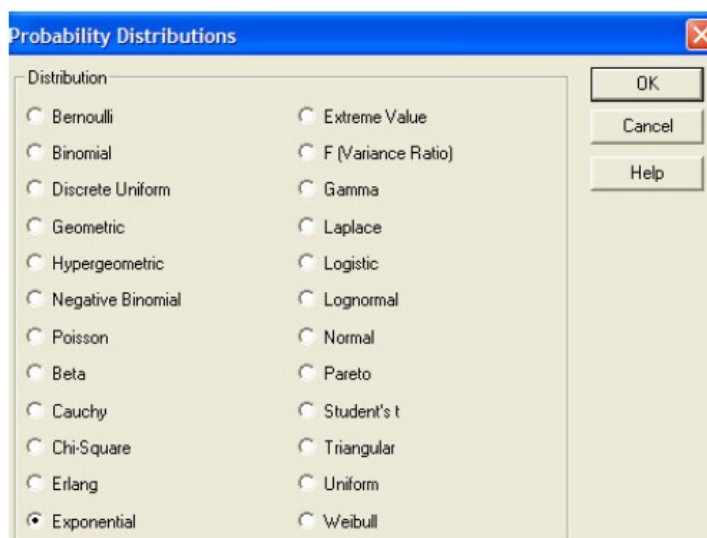 Probability Distributions
Distribution
Bernoulli
Binomial
Discrete Uniform
Geometric
Hypergeometric
Negative Binomial
Poisson
Beta
Cauchy
Chi-Square
Erlang
Exponential
Extreme Value
F (Variance Ratio)
Gamma
Laplace
Logistic
Lognormal
Normal
Pareto
Student's t
Triangular
Uniform
Weibull
OK
Cancel
Help